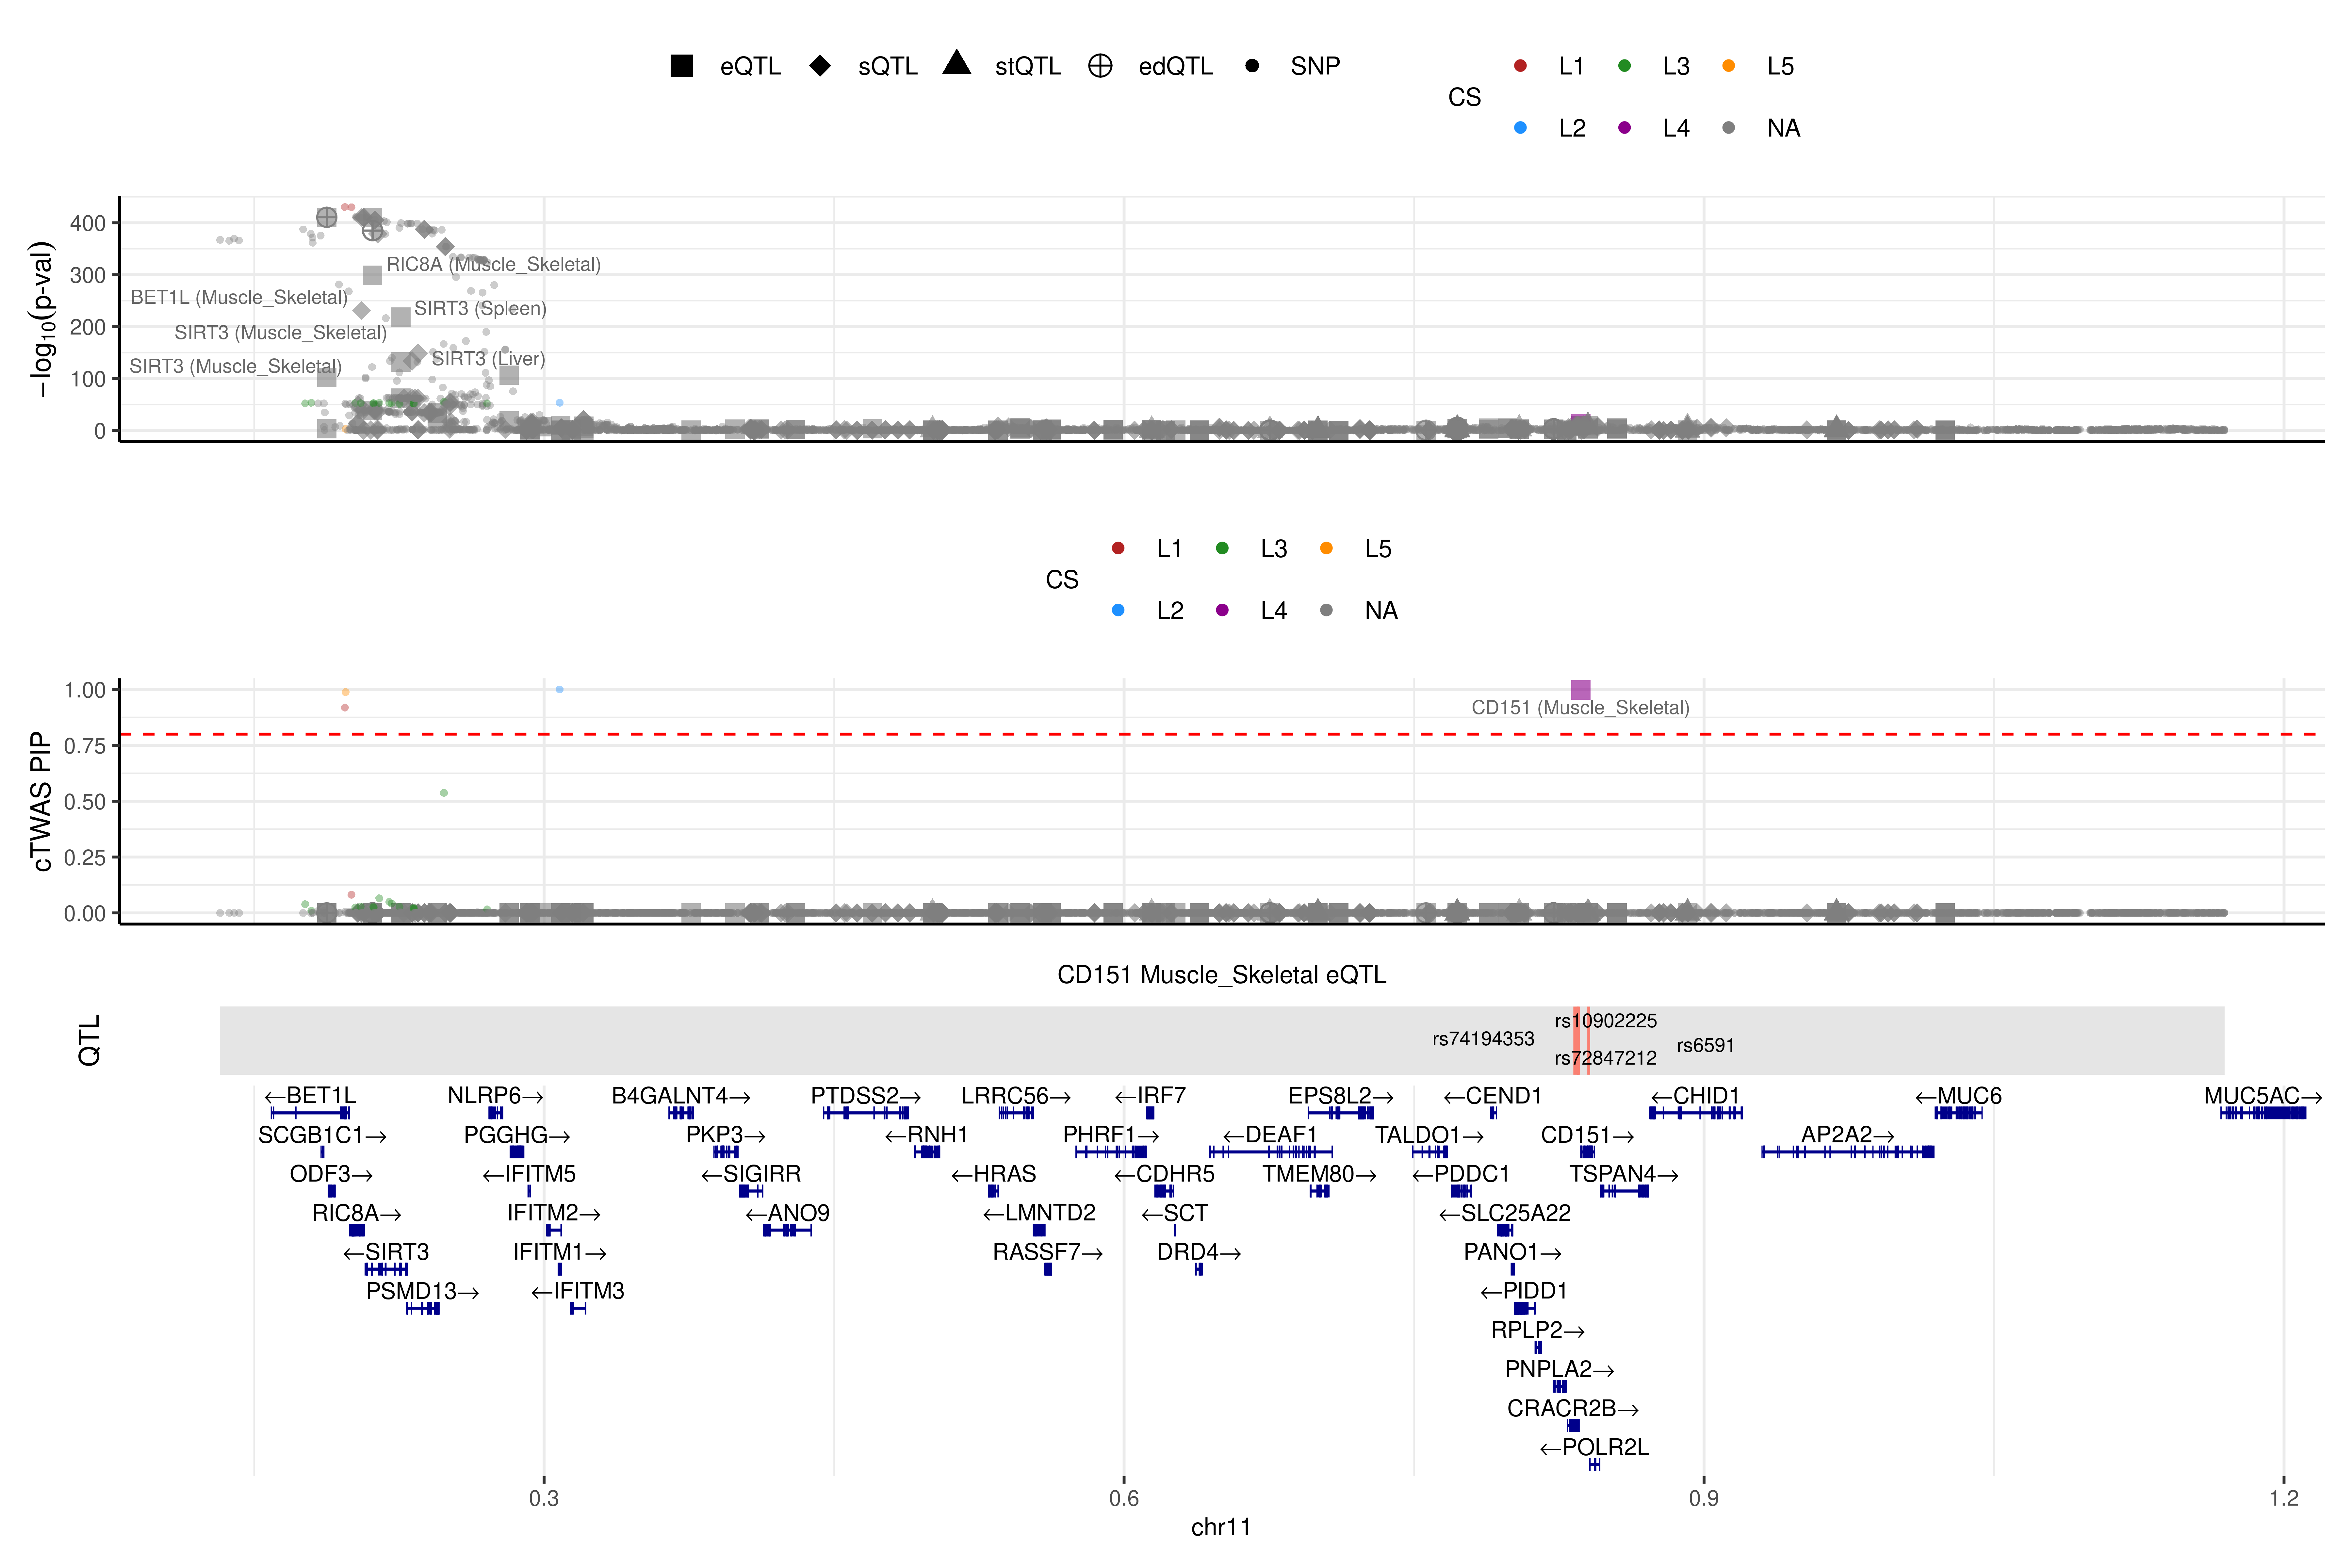 eQTL sQTL stQTL edQTL SNP
CS
L1 L3 L5
L2 L4 NA
−log10(p-val)
400
300
200
100
0
RIC8A (Muscle_Skeletal)
BET1L (Muscle_Skeletal)
SIRT3 (Spleen)
SIRT3 (Muscle_Skeletal)
SIRT3 (Liver)
SIRT3 (Muscle_Skeletal)
CS
L1 L3 L5
L2 L4 NA
cTWAS PIP
1.00
0.75
0.50
0.25
0.00
CD151 (Muscle_Skeletal)
CD151 Muscle_Skeletal eQTL
QTL
rs10902225
rs74194353
rs6591
rs72847212
←BET1L NLRP6→ B4GALNT4→ PTDSS2→ LRRC56→ ←IRF7 EPS8L2→ ←CEND1 ←CHID1 ←MUC6 MUC5AC→
SCGB1C1→ PGGHG→ PKP3→ ←RNH1 PHRF1→ ←DEAF1 TALDO1→ CD151→ AP2A2→
ODF3→ ←IFITM5 ←SIGIRR ←HRAS ←CDHR5 TMEM80→ ←PDDC1 TSPAN4→
RIC8A→ IFITM2→ ←ANO9 ←LMNTD2 ←SCT ←SLC25A22
←SIRT3 IFITM1→ RASSF7→ DRD4→ PANO1→
PSMD13→ ←IFITM3 ←PIDD1
RPLP2→
PNPLA2→
CRACR2B→
←POLR2L
0.3 0.6 0.9 1.2
chr11